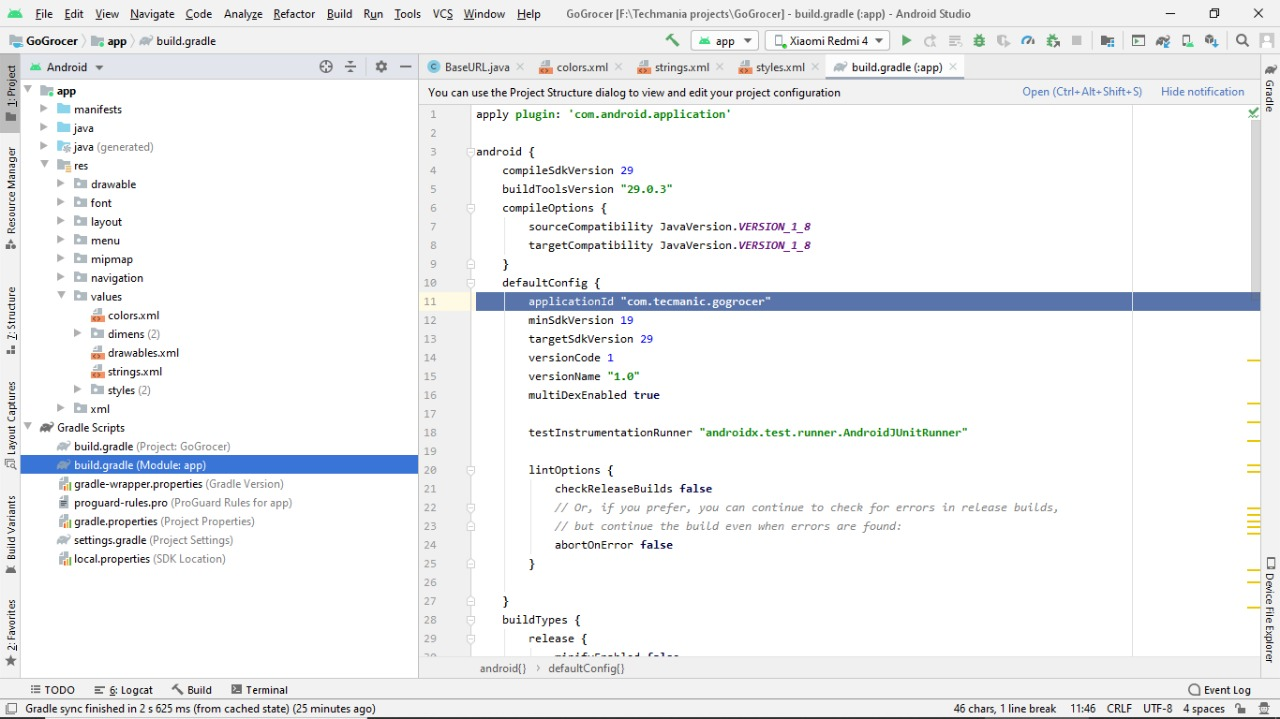 File Edit View Navigate Code Analyze Refactor Build Run Tools VCS Window Help GoGrocer [F:\Techmania projects\GoGrocer] - build.gradle (:app) - Android Studio
GoGrocer app build.gradle app Xiaomi Redmi 4
1: Project
Resource Manager
Z: Structure
Layout Captures
Build Variants
2: Favorites
Android
app
manifests
java
java (generated)
res
drawable
font
layout
menu
mipmap
navigation
values
colors.xml
dimens (2)
drawables.xml
strings.xml
styles (2)
xml
Gradle Scripts
build.gradle (Project: GoGrocer)
build.gradle (Module: app)
gradle-wrapper.properties (Gradle Version)
proguard-rules.pro (ProGuard Rules for app)
gradle.properties (Project Properties)
settings.gradle (Project Settings)
local.properties (SDK Location)
BaseURL.java colors.xml strings.xml styles.xml build.gradle (:app)
You can use the Project Structure dialog to view and edit your project configuration Open (Ctrl+Alt+Shift+S) Hide notification
1 apply plugin: 'com.android.application'
2
3 android {
4 compileSdkVersion 29
5 buildToolsVersion "29.0.3"
6 compileOptions {
7 sourceCompatibility JavaVersion.VERSION_1_8
8 targetCompatibility JavaVersion.VERSION_1_8
9 }
10 defaultConfig {
11 applicationId "com.tecmanic.gogrocer"
12 minSdkVersion 19
13 targetSdkVersion 29
14 versionCode 1
15 versionName "1.0"
16 multiDexEnabled true
17
18 testInstrumentationRunner "androidx.test.runner.AndroidJUnitRunner"
19
20 lintOptions {
21 checkReleaseBuilds false
22 // Or, if you prefer, you can continue to check for errors in release builds,
23 // but continue the build even when errors are found:
24 abortOnError false
25 }
26
27 }
28 buildTypes {
29 release {
30 minifyEnabled false
android{} › defaultConfig{}
Gradle
Device File Explorer
TODO 6: Logcat Build Terminal Event Log
Gradle sync finished in 2 s 625 ms (from cached state) (25 minutes ago) 46 chars, 1 line break 11:46 CRLF UTF-8 4 spaces